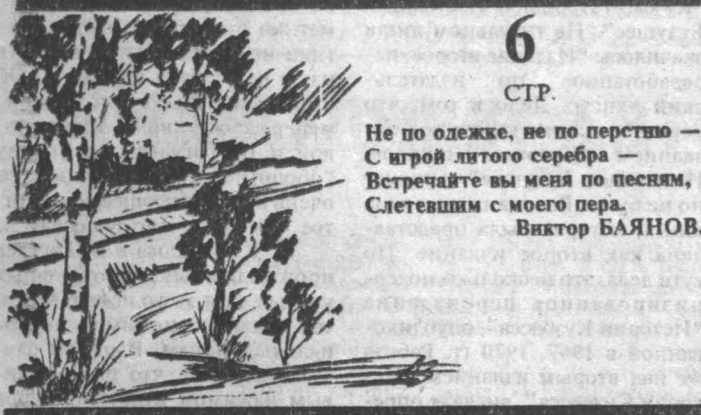 6
СТР.
Не по одежке, не по перстню —
С игрой литого серебра —
Встречайте вы меня по песням,
Слетевшим с моего пера.
Виктор БАЯНОВ.